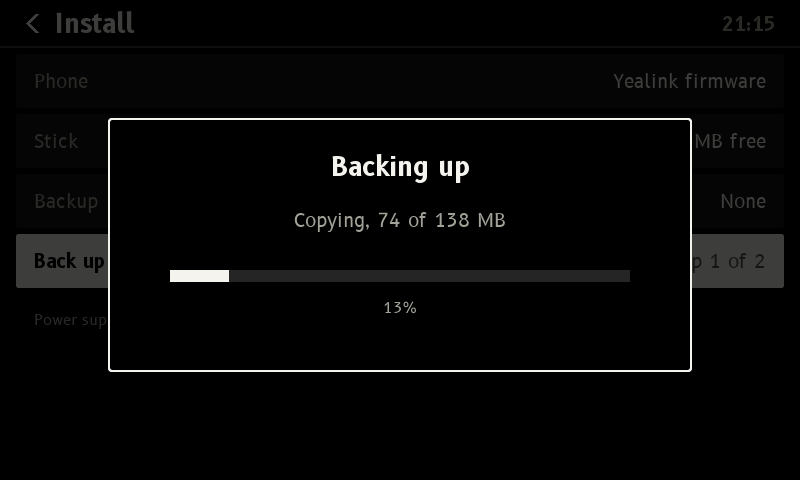 Install
21:15
Phone
Yealink firmware
Stick
MB free
Backup
None
Backing up
Copying, 74 of 138 MB
13%
Back up
1 of 2
Power sup